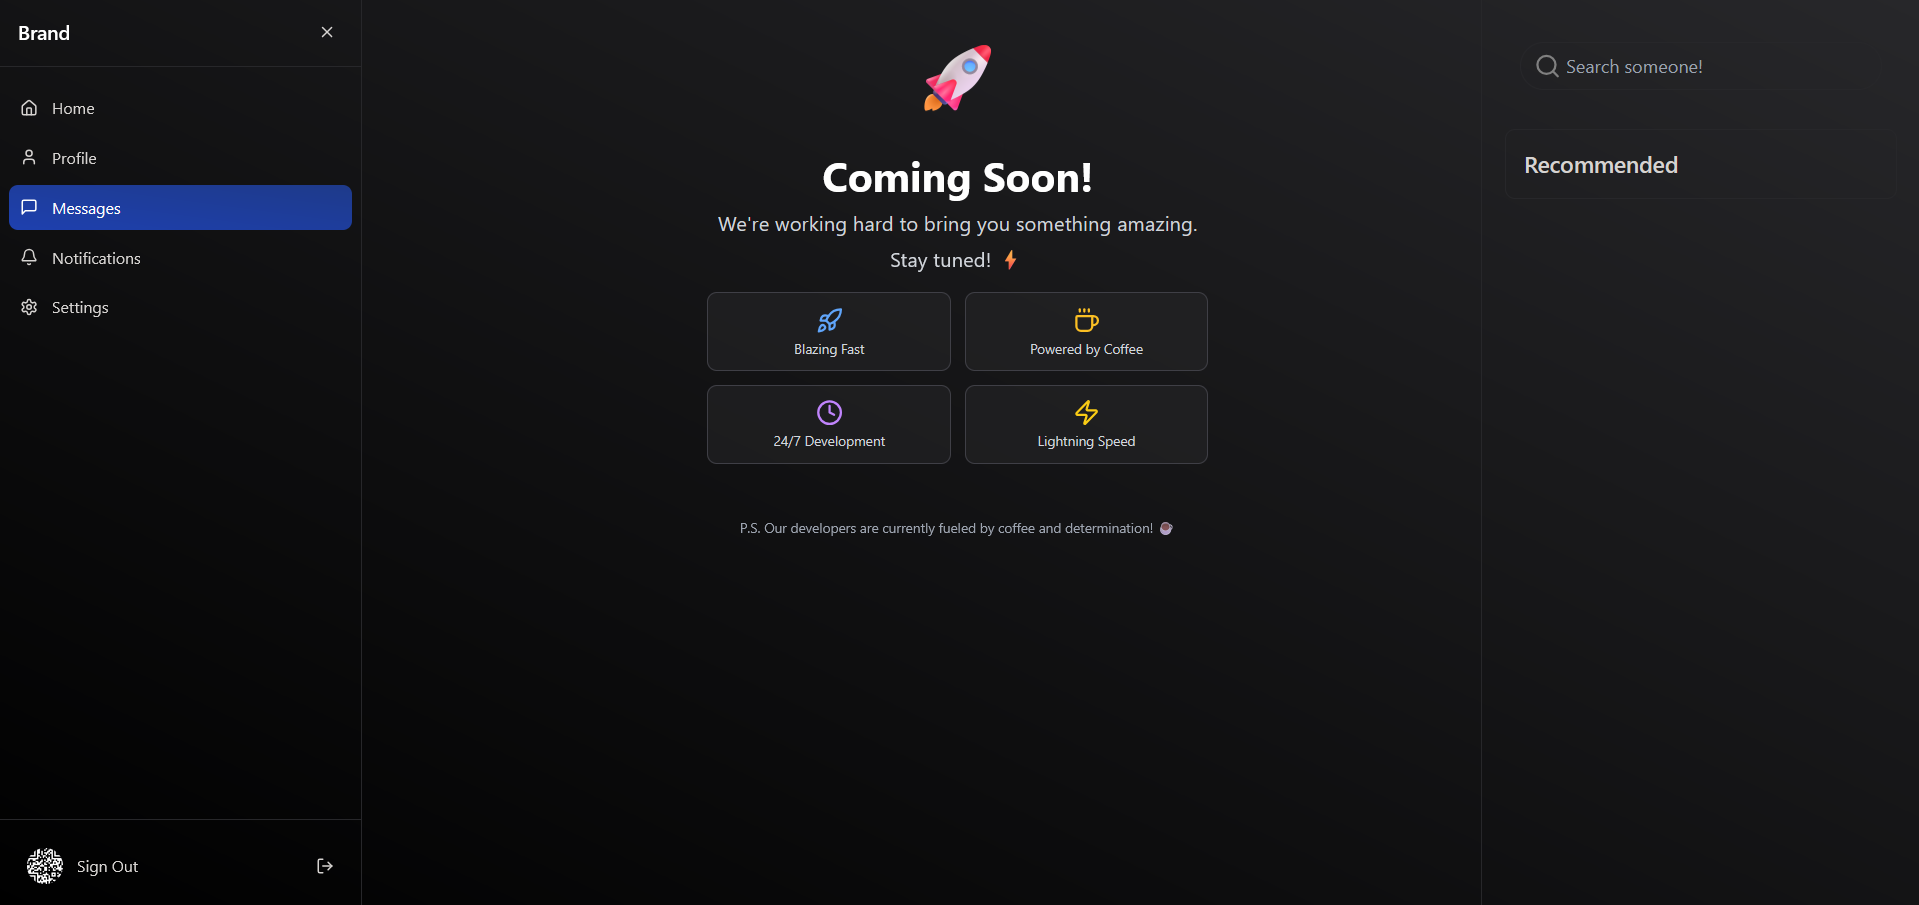 Brand
Home
Profile
Messages
Notifications
Settings
Sign Out
Coming Soon!
We're working hard to bring you something amazing.
Stay tuned! ⚡
Blazing Fast
Powered by Coffee
24/7 Development
Lightning Speed
P.S. Our developers are currently fueled by coffee and determination! ☕
Search someone!
Recommended